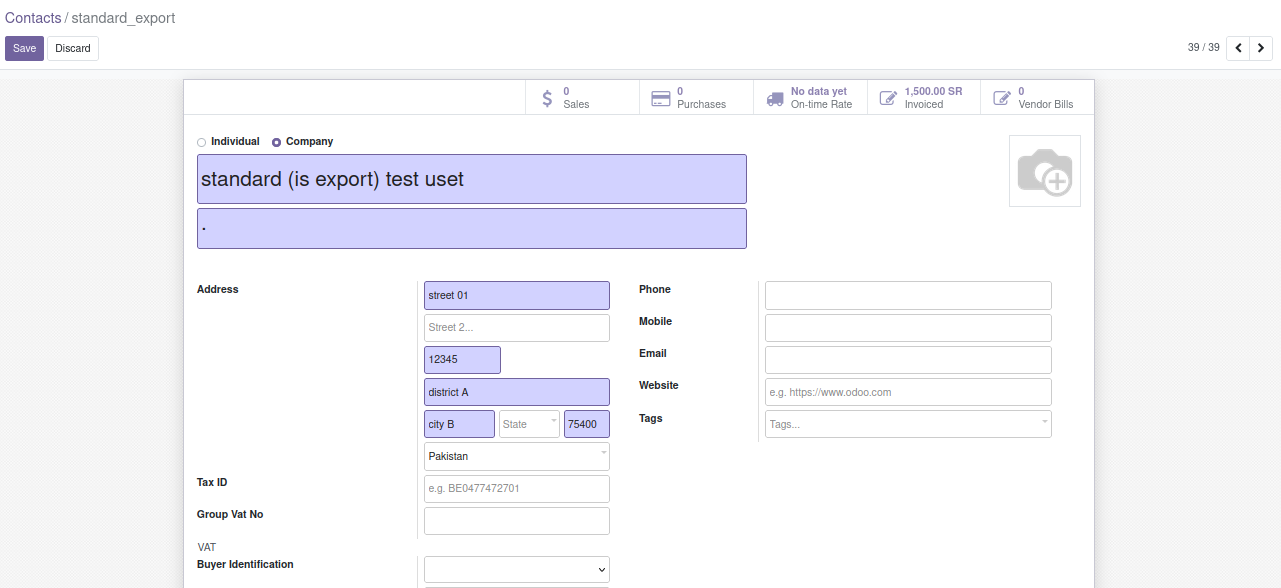 Contacts / standard_export
Save Discard 39 / 39
0 Sales
0 Purchases
No data yet On-time Rate
1,500.00 SR Invoiced
0 Vendor Bills
Individual Company
standard (is export) test uset
.
Address street 01
Street 2...
12345
district A
city B State 75400
Pakistan
Tax ID e.g. BE0477472701
Group Vat No
VAT
Buyer Identification
Phone
Mobile
Email
Website e.g. https://www.odoo.com
Tags Tags...